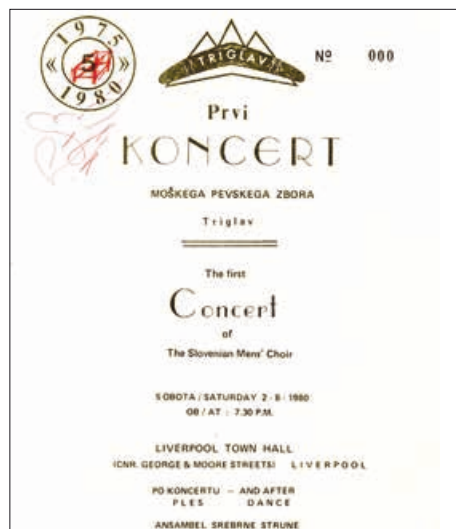 1975
« 5 »
1980
TRIGLAV
Nº 000
Prvi
KONCERT
MOŠKEGA PEVSKEGA ZBORA
Triglav
The first
Concert
of
The Slovenian Mens' Choir
SOBOTA / SATURDAY 2 - 8 - 1980
OB / AT : 7.30 P.M.
LIVERPOOL TOWN HALL
(CNR. GEORGE & MOORE STREETS) LIVERPOOL
PO KONCERTU – AND AFTER
PLES DANCE
ANSAMBEL SREBRNE STRUNE